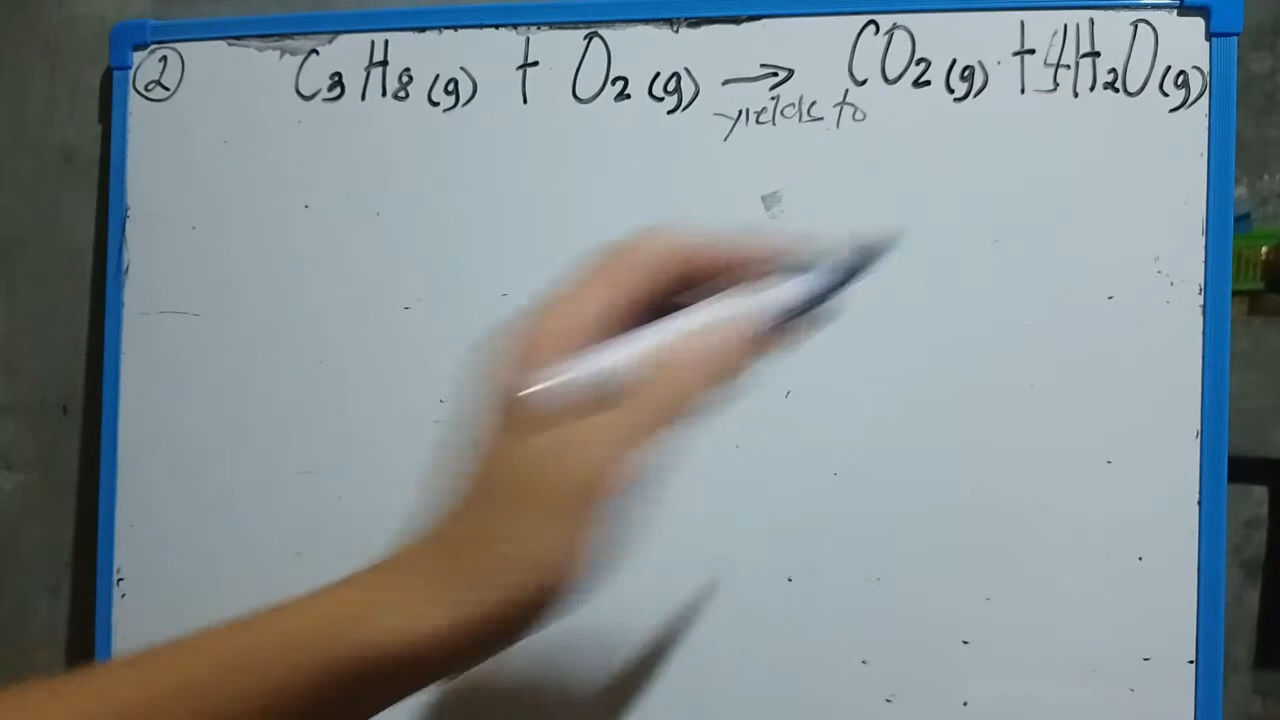 ② C₃H₈(g) + O₂(g) → CO₂(g) + 4H₂O(g)
yields to